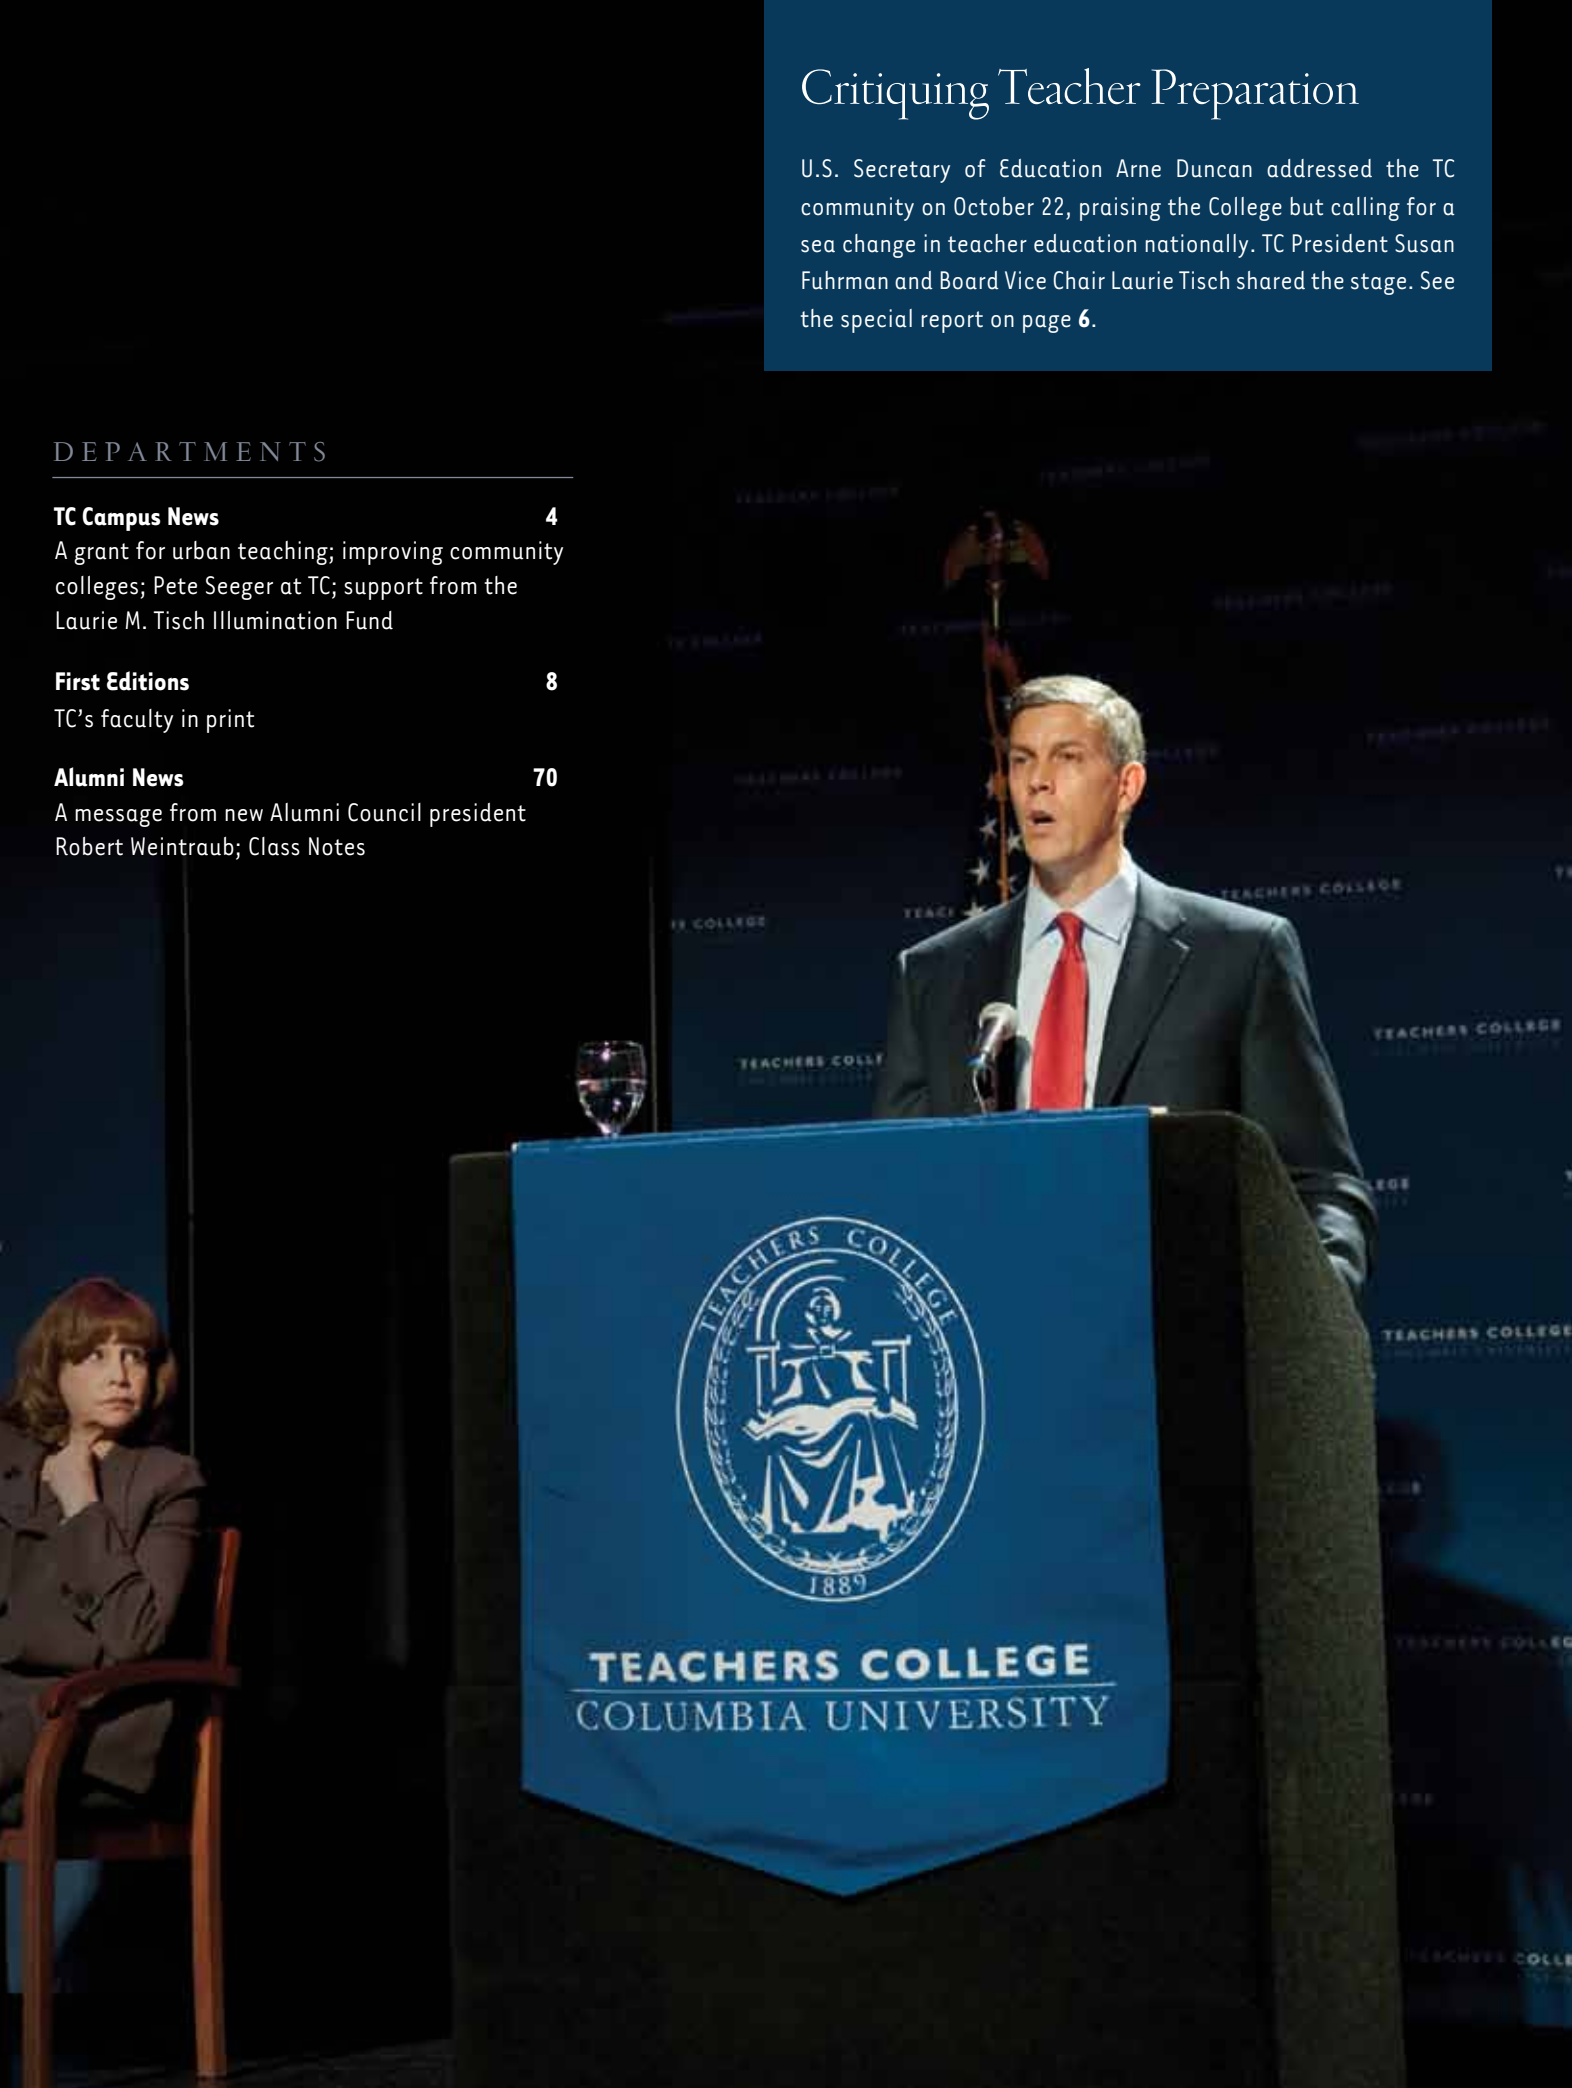 Critiquing Teacher Preparation
U.S. Secretary of Education Arne Duncan addressed the TC
community on October 22, praising the College but calling for a
sea change in teacher education nationally. TC President Susan
Fuhrman and Board Vice Chair Laurie Tisch shared the stage. See
the special report on page 6.
DEPARTMENTS
TC Campus News 4
A grant for urban teaching; improving community
colleges; Pete Seeger at TC; support from the
Laurie M. Tisch Illumination Fund
First Editions 8
TC's faculty in print
Alumni News 70
A message from new Alumni Council president
Robert Weintraub; Class Notes
TEACHERS COLLEGE
TEACHERS COLLEGE
TEACHERS COLLEGE
TEACHERS COLLEGE
1889
TEACHERS COLLEGE
COLUMBIA UNIVERSITY